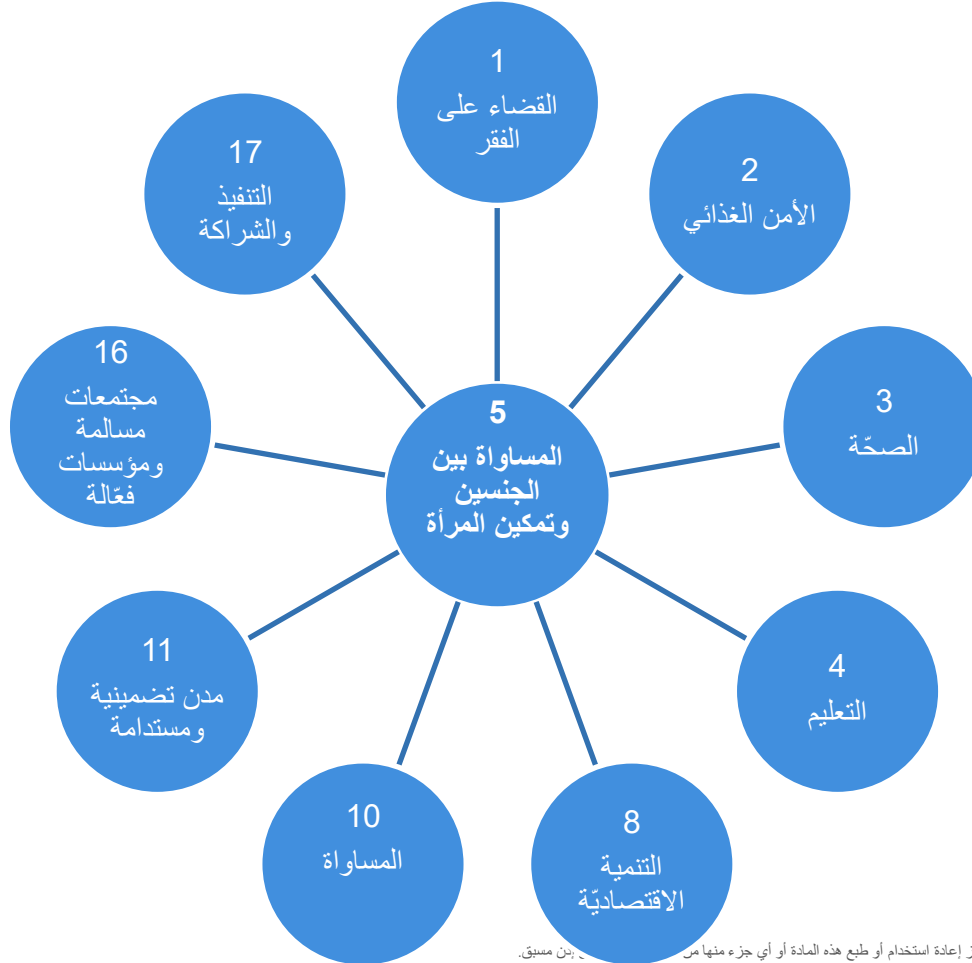 1
القضاء على
الفقر
2
الأمن الغذائي
3
الصحّة
4
التعليم
8
التنمية
الاقتصاديّة
10
المساواة
11
مدن تضمينية
ومستدامة
16
مجتمعات
مسالمة
ومؤسسات
فعّالة
17
التنفيذ
والشراكة
5
المساواة بين
الجنسين
وتمكين المرأة
إعادة استخدام أو طبع هذه المادة أو أي جزء منها مسبق.